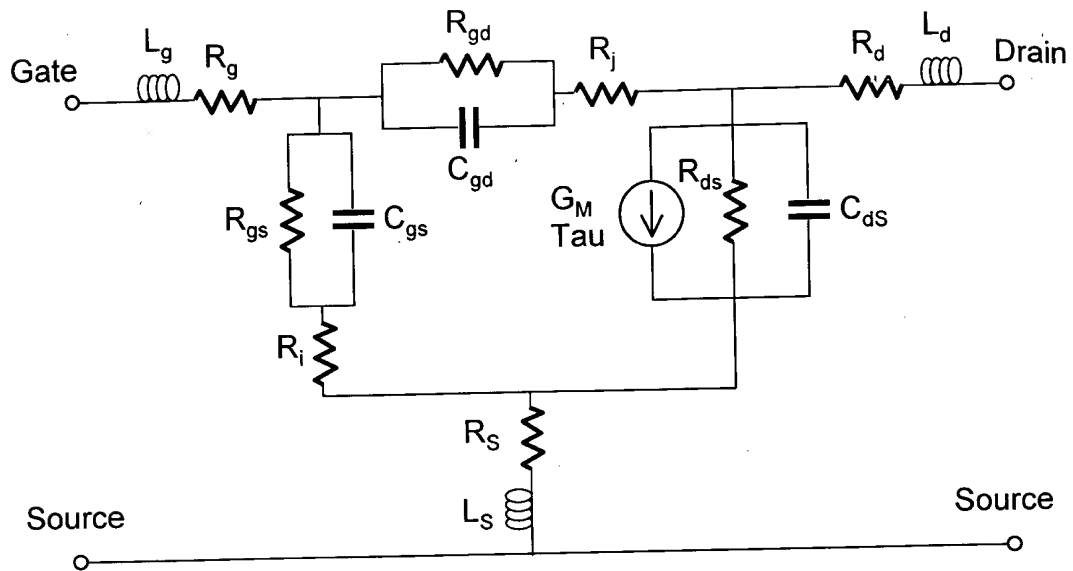 Gate
L_g
R_g
R_gd
C_gd
R_j
R_d
L_d
Drain
R_gs
C_gs
G_M
Tau
R_ds
C_dS
R_i
R_S
L_S
Source
Source